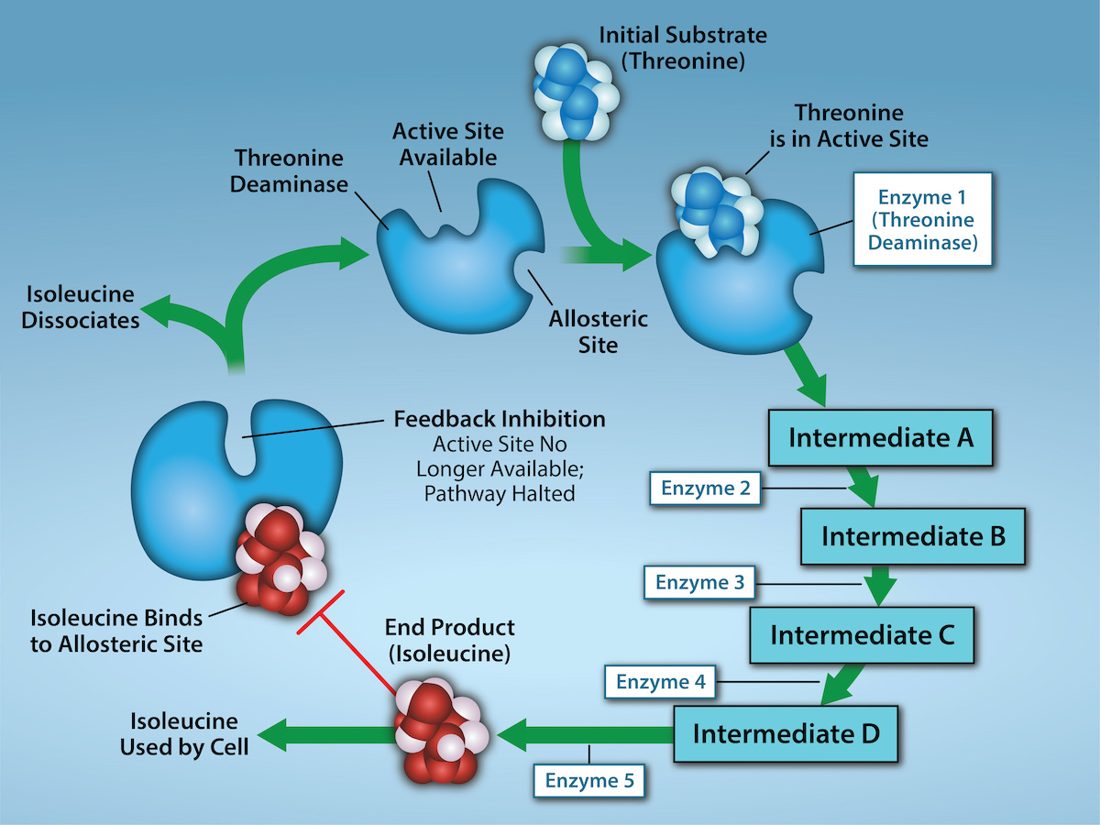 Initial Substrate
(Threonine)
Threonine
is in Active Site
Active Site
Available
Threonine
Deaminase
Enzyme 1
(Threonine
Deaminase)
Isoleucine
Dissociates
Allosteric
Site
Feedback Inhibition
Active Site No
Longer Available;
Pathway Halted
Intermediate A
Enzyme 2
Intermediate B
Enzyme 3
Intermediate C
Isoleucine Binds
to Allosteric Site
End Product
(Isoleucine)
Enzyme 4
Intermediate D
Isoleucine
Used by Cell
Enzyme 5